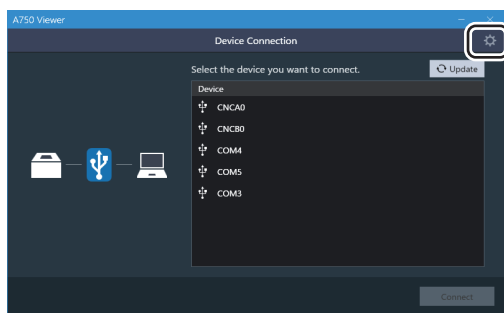 A750 Viewer
Device Connection
Select the device you want to connect.
Update
Device
CNCA0
CNCB0
COM4
COM5
COM3
Connect